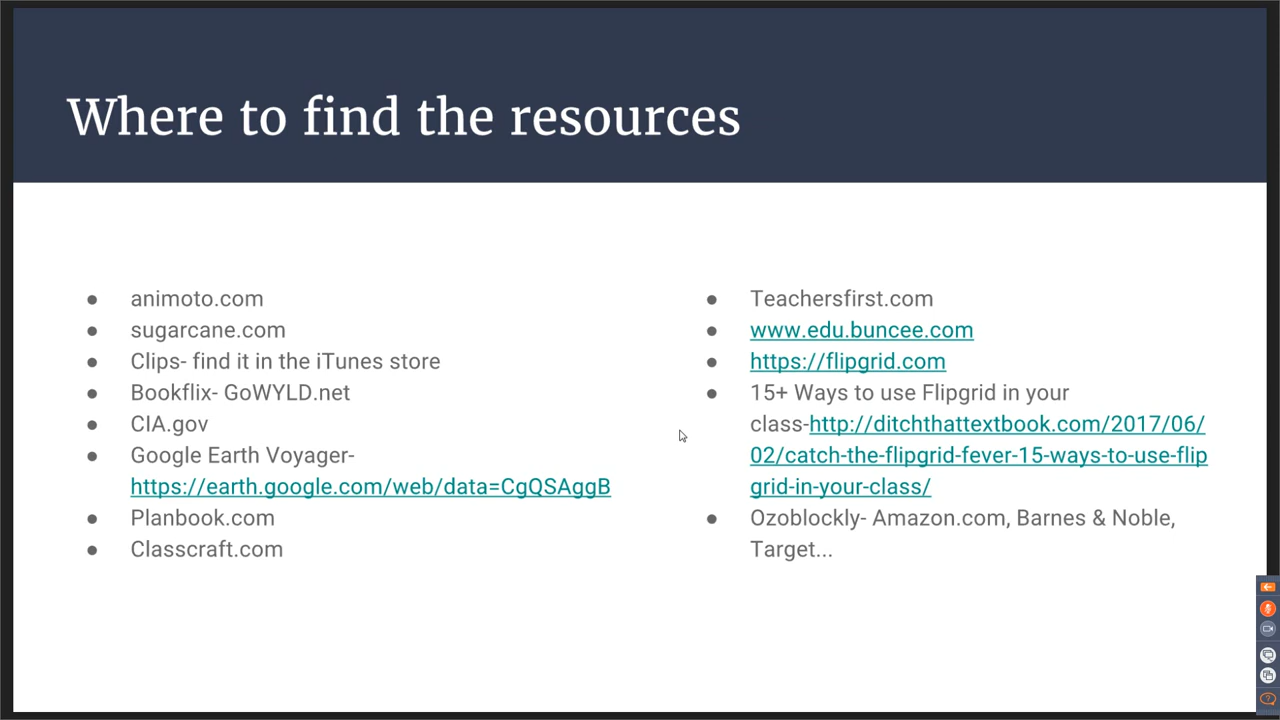 Where to find the resources
animoto.com
sugarcane.com
Clips- find it in the iTunes store
Bookflix- GoWYLD.net
CIA.gov
Google Earth Voyager-
https://earth.google.com/web/data=CgQSAggB
Planbook.com
Classcraft.com
Teachersfirst.com
www.edu.buncee.com
https://flipgrid.com
15+ Ways to use Flipgrid in your
class-http://ditchthattextbook.com/2017/06/
02/catch-the-flipgrid-fever-15-ways-to-use-flip
grid-in-your-class/
Ozoblockly- Amazon.com, Barnes & Noble,
Target...